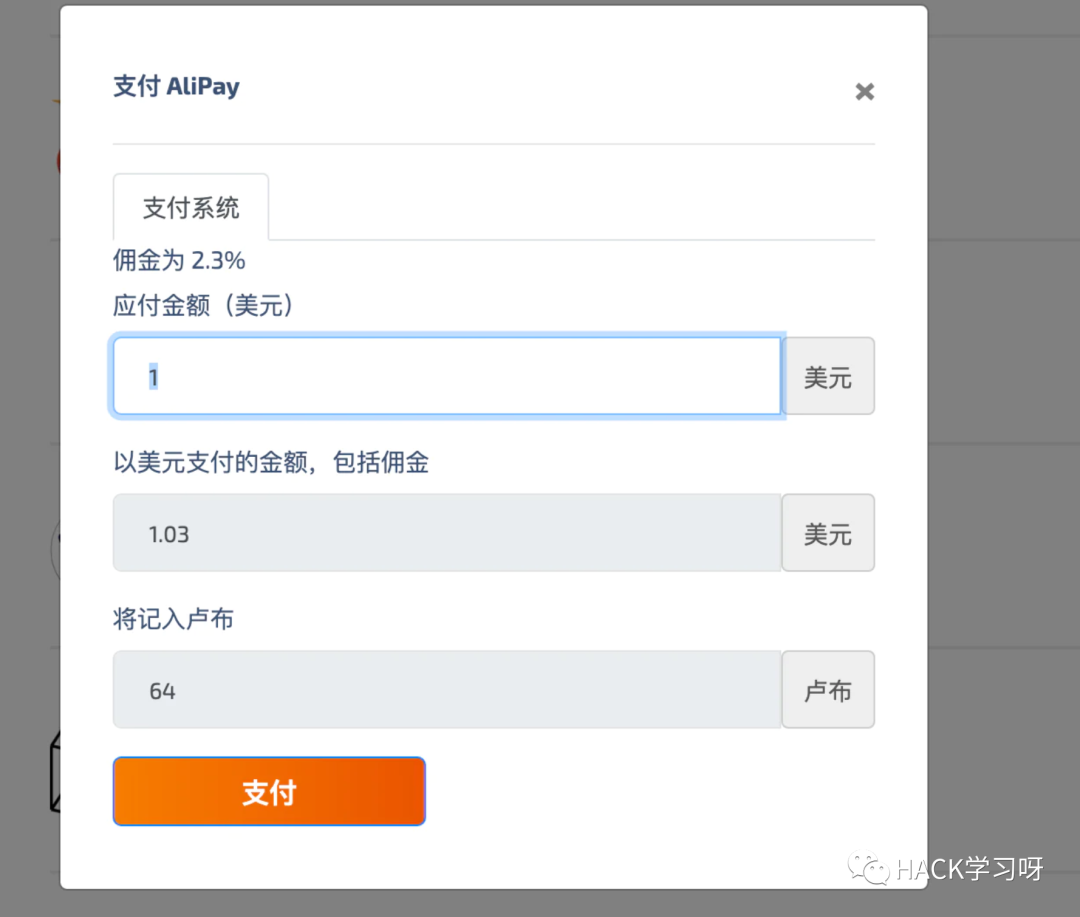 支付 AliPay
支付系统
佣金为 2.3%
应付金额（美元）
1
美元
以美元支付的金额，包括佣金
1.03
美元
将记入卢布
64
卢布
支付
HACK学习呀